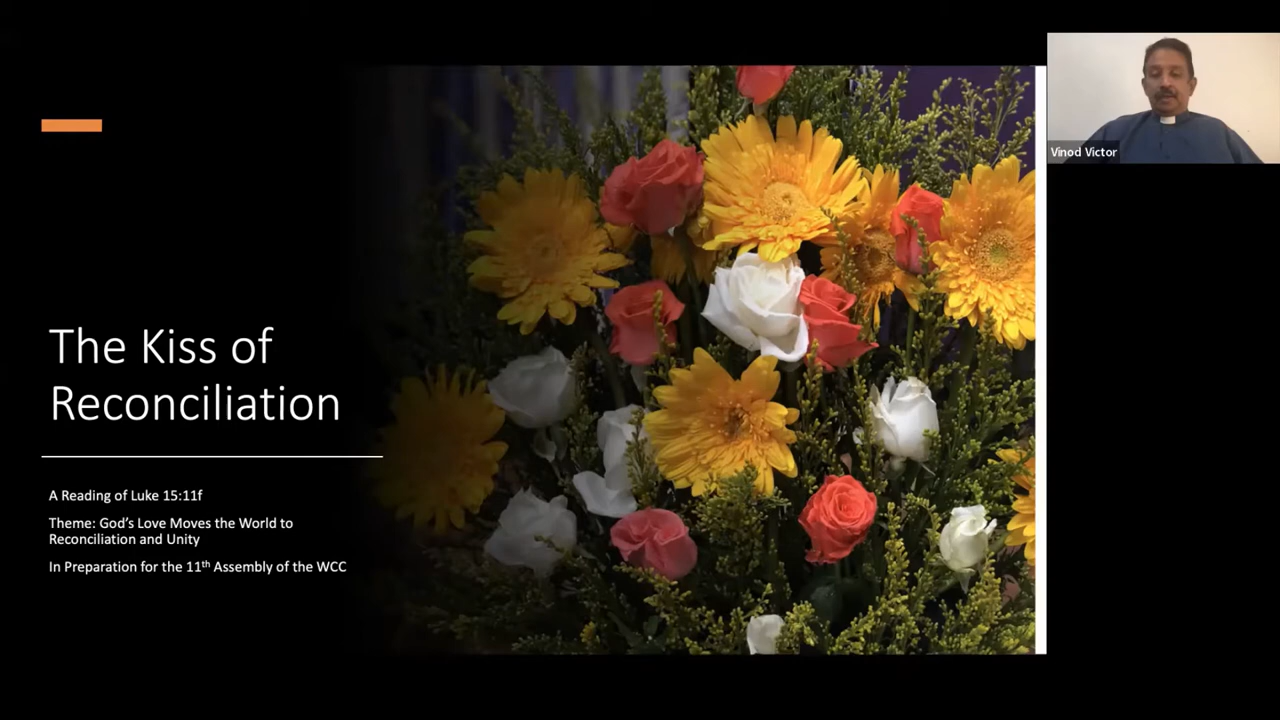 The Kiss of
Reconciliation
A Reading of Luke 15:11f
Theme: God’s Love Moves the World to
Reconciliation and Unity
In Preparation for the 11th Assembly of the WCC
Vinod Victor